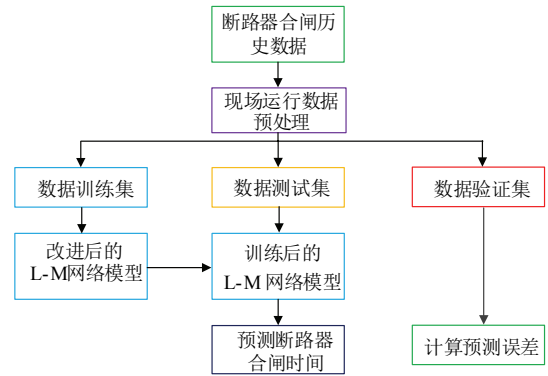 断路器合闸历
史数据
现场运行数据
预处理
数据训练集
数据测试集
数据验证集
改进后的
L-M网络模型
训练后的
L-M 网络模型
预测断路器
合闸时间
计算预测误差